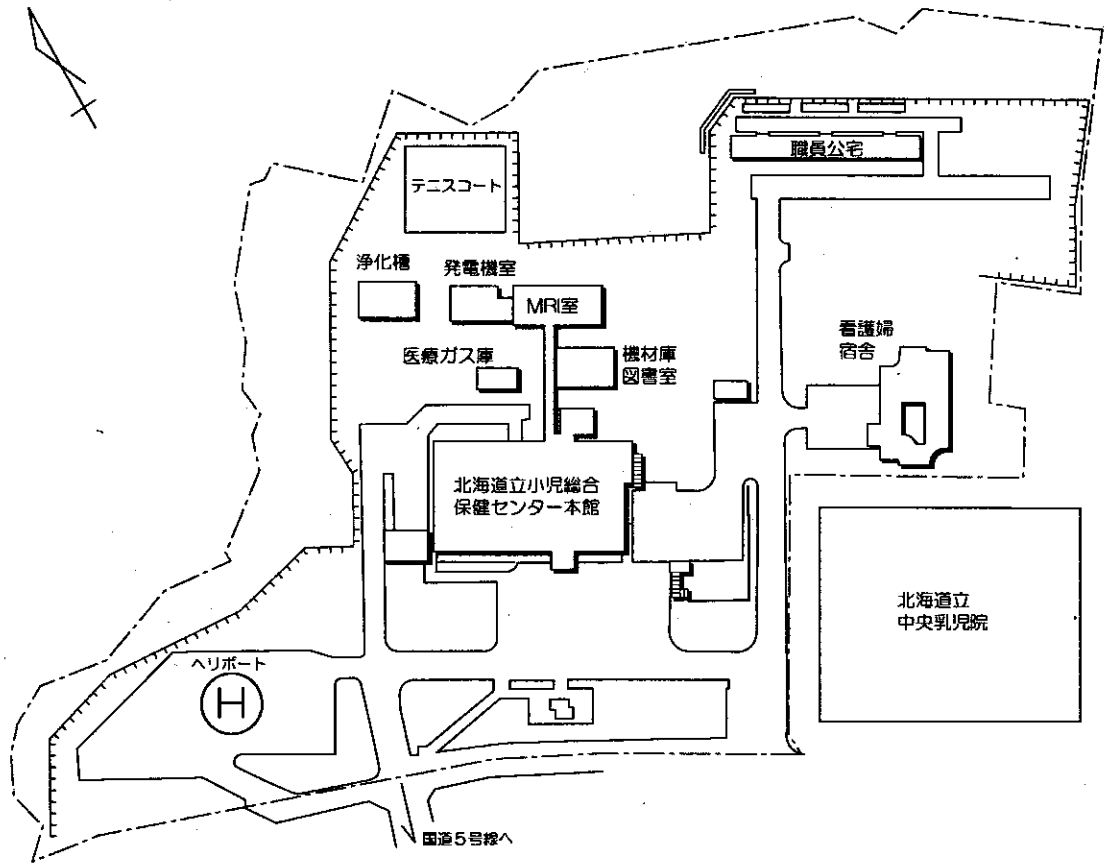 職員公宅
テニスコート
浄化槽
発電機室
MRI室
看護婦
宿舎
医療ガス庫
機材庫
図書室
北海道立小児総合
保健センター本館
北海道立
中央乳児院
ヘリポート
H
国道5号線へ